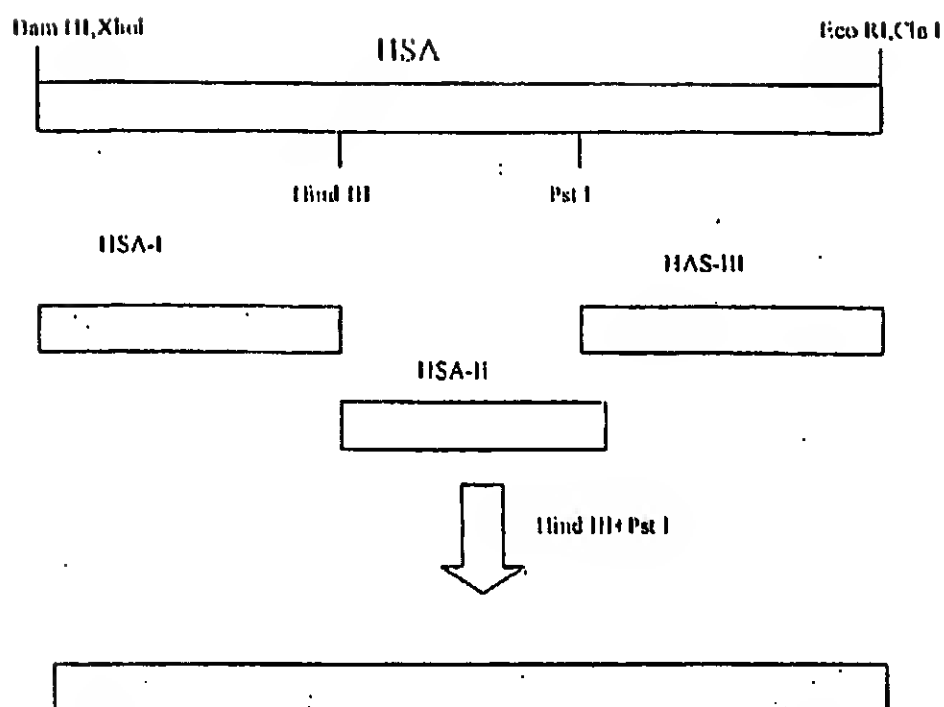 Bam HI,XhoI
Eco RI,Cla I
HSA
Hind III
Pst I
HSA-I
HAS-III
HSA-II
Hind III+Pst I